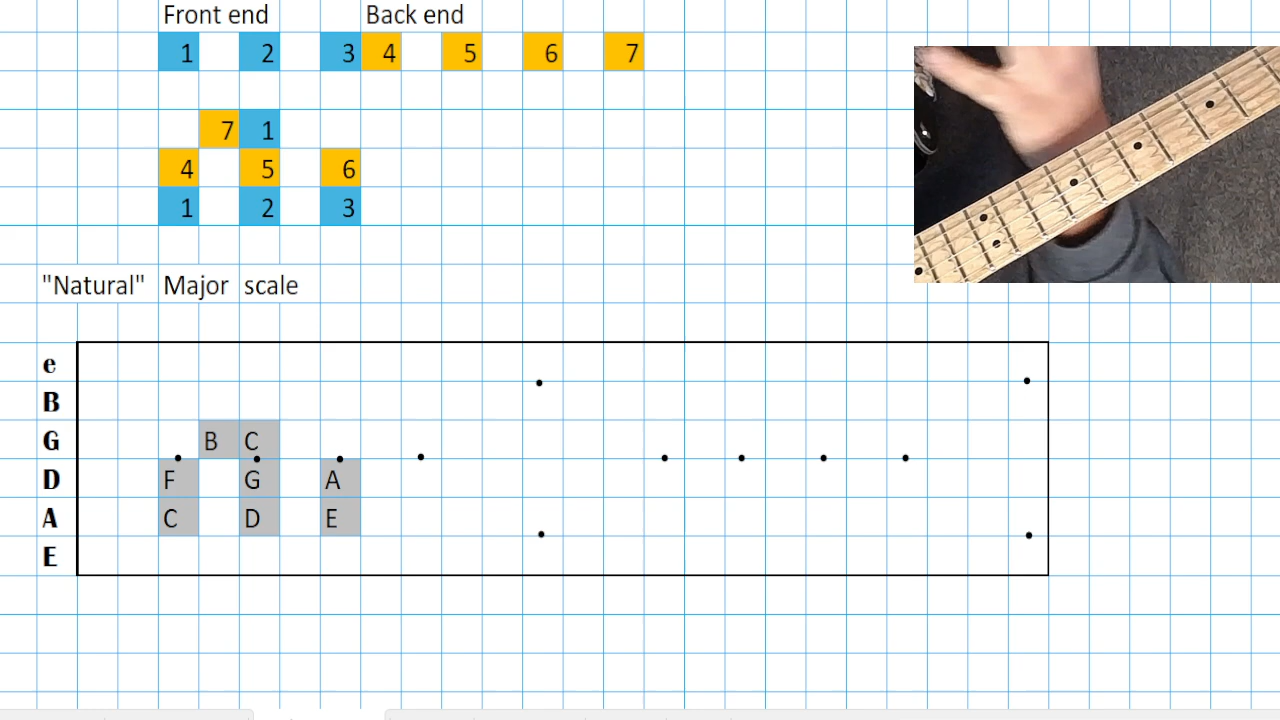 Front end Back end
1 2 3 4 5 6 7
7 1
4 5 6
1 2 3
"Natural" Major scale
e
B
G B C
D F G A
A C D E
E